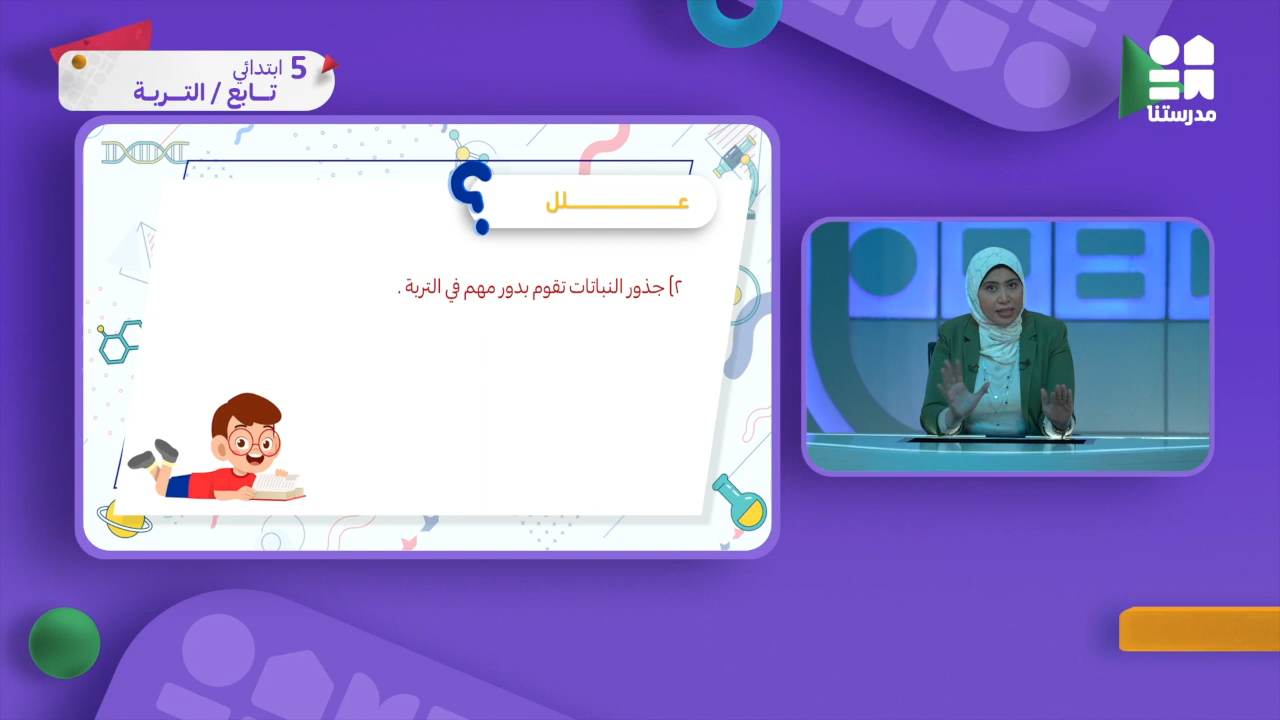 5 ابتدائي
تابع / التربة
مدرستنا
علل
؟
٢) جذور النباتات تقوم بدور مهم في التربة .